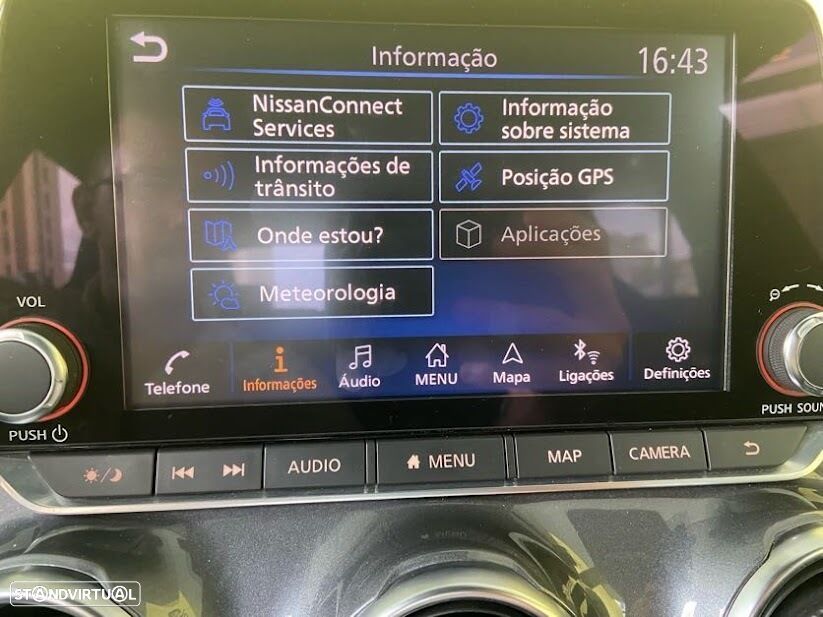 Informação
16:43
NissanConnect
Services
Informação
sobre sistema
Informações de
trânsito
Posição GPS
Onde estou?
Aplicações
Meteorologia
VOL
Telefone
Informações
Áudio
MENU
Mapa
Ligações
Definições
PUSH
PUSH SOUN
AUDIO
MENU
MAP
CAMERA
STANDVIRTUAL